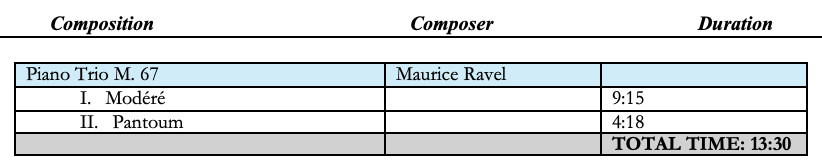 Composition Composer Duration
Piano Trio M. 67 Maurice Ravel
I. Modéré 9:15
II. Pantoum 4:18
TOTAL TIME: 13:30